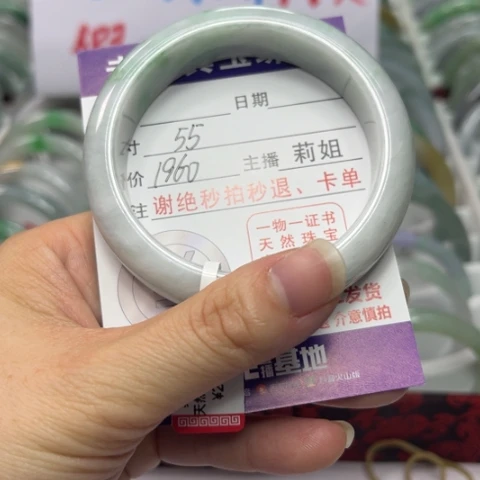 日期
寸 55
价 1960 主播 莉姐
注 谢绝秒拍秒退、卡单
一物一证书
天然珠宝
发货
介意慎拍
基地